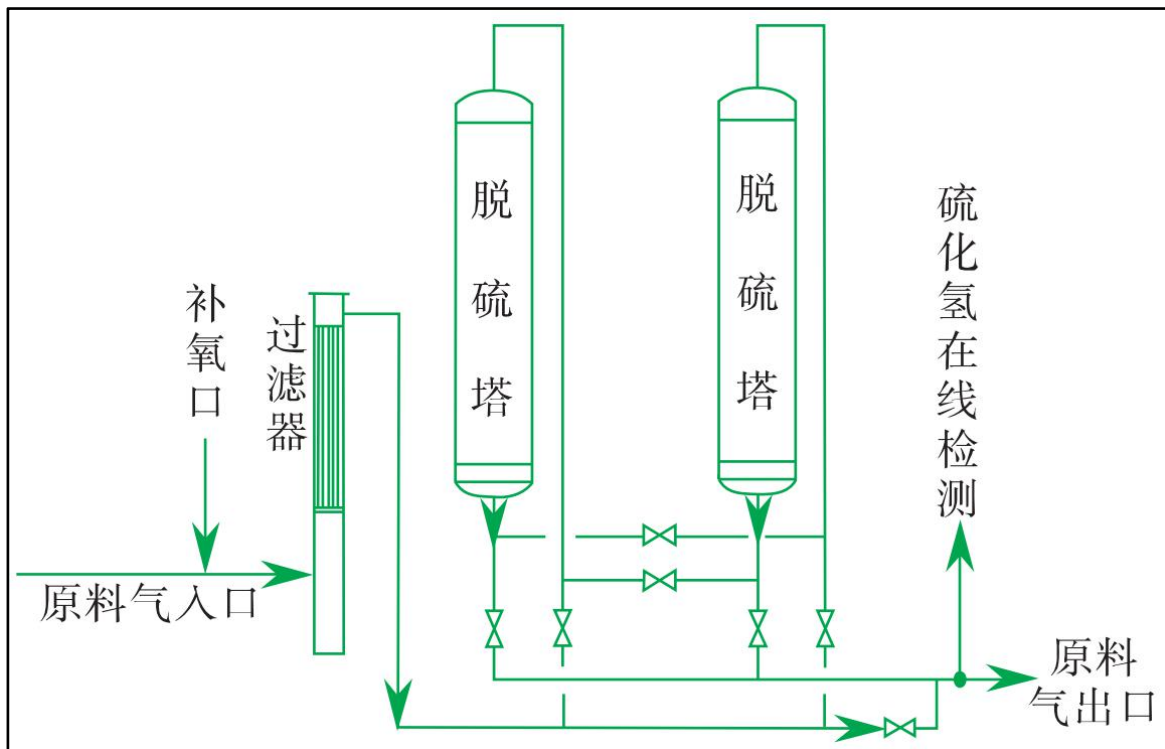 补氧口
过滤器
原料气入口
脱硫塔
脱硫塔
硫化氢在线检测
原料
气出口